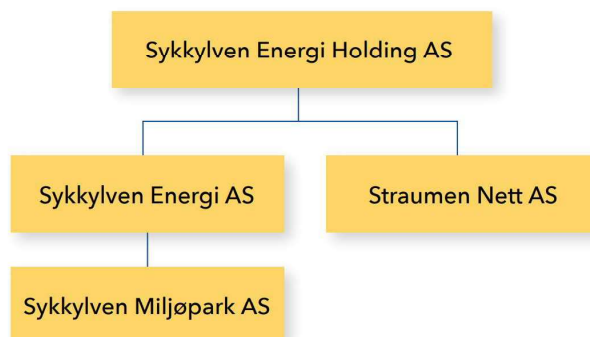 Sykkylven Energi Holding AS
Sykkylven Energi AS
Straumen Nett AS
Sykkylven Miljøpark AS